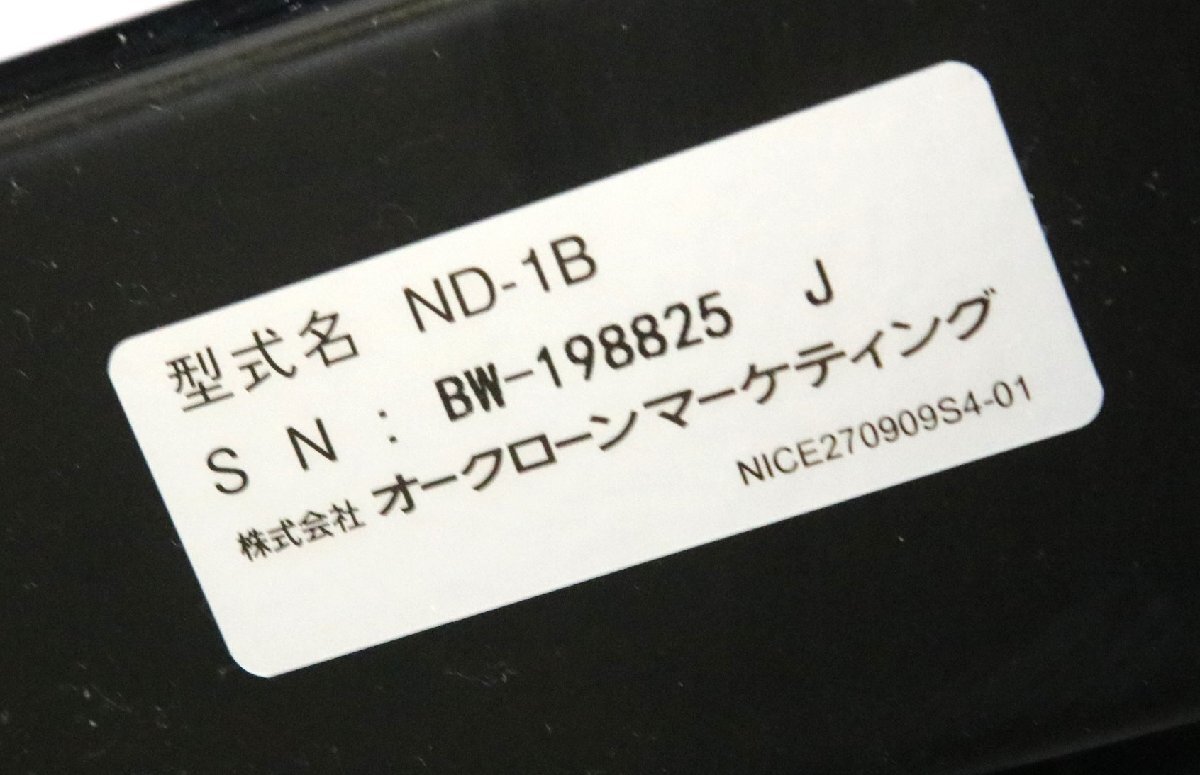 型式名 ND-1B
S N : BW-198825 J
株式会社 オークローンマーケティング
NICE270909S4-01